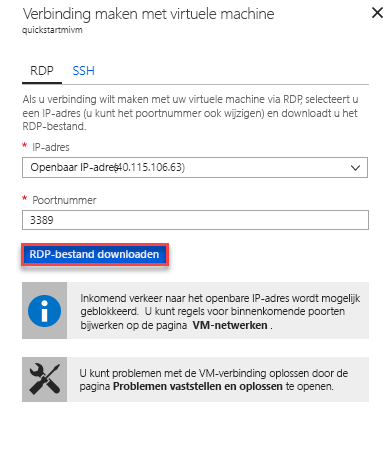 Verbinding maken met virtuele machine
quickstartmivm
RDP SSH
Als u verbinding wilt maken met uw virtuele machine via RDP, selecteert u
een IP-adres (u kunt het poortnummer ook wijzigen) en downloadt u het
RDP-bestand.
* IP-adres
Openbaar IP-adres(40.115.106.63)
* Poortnummer
3389
RDP-bestand downloaden
Inkomend verkeer naar het openbare IP-adres wordt mogelijk
geblokkeerd. U kunt regels voor binnenkomende poorten
bijwerken op de pagina VM-netwerken .
U kunt problemen met de VM-verbinding oplossen door de
pagina Problemen vaststellen en oplossen te openen.